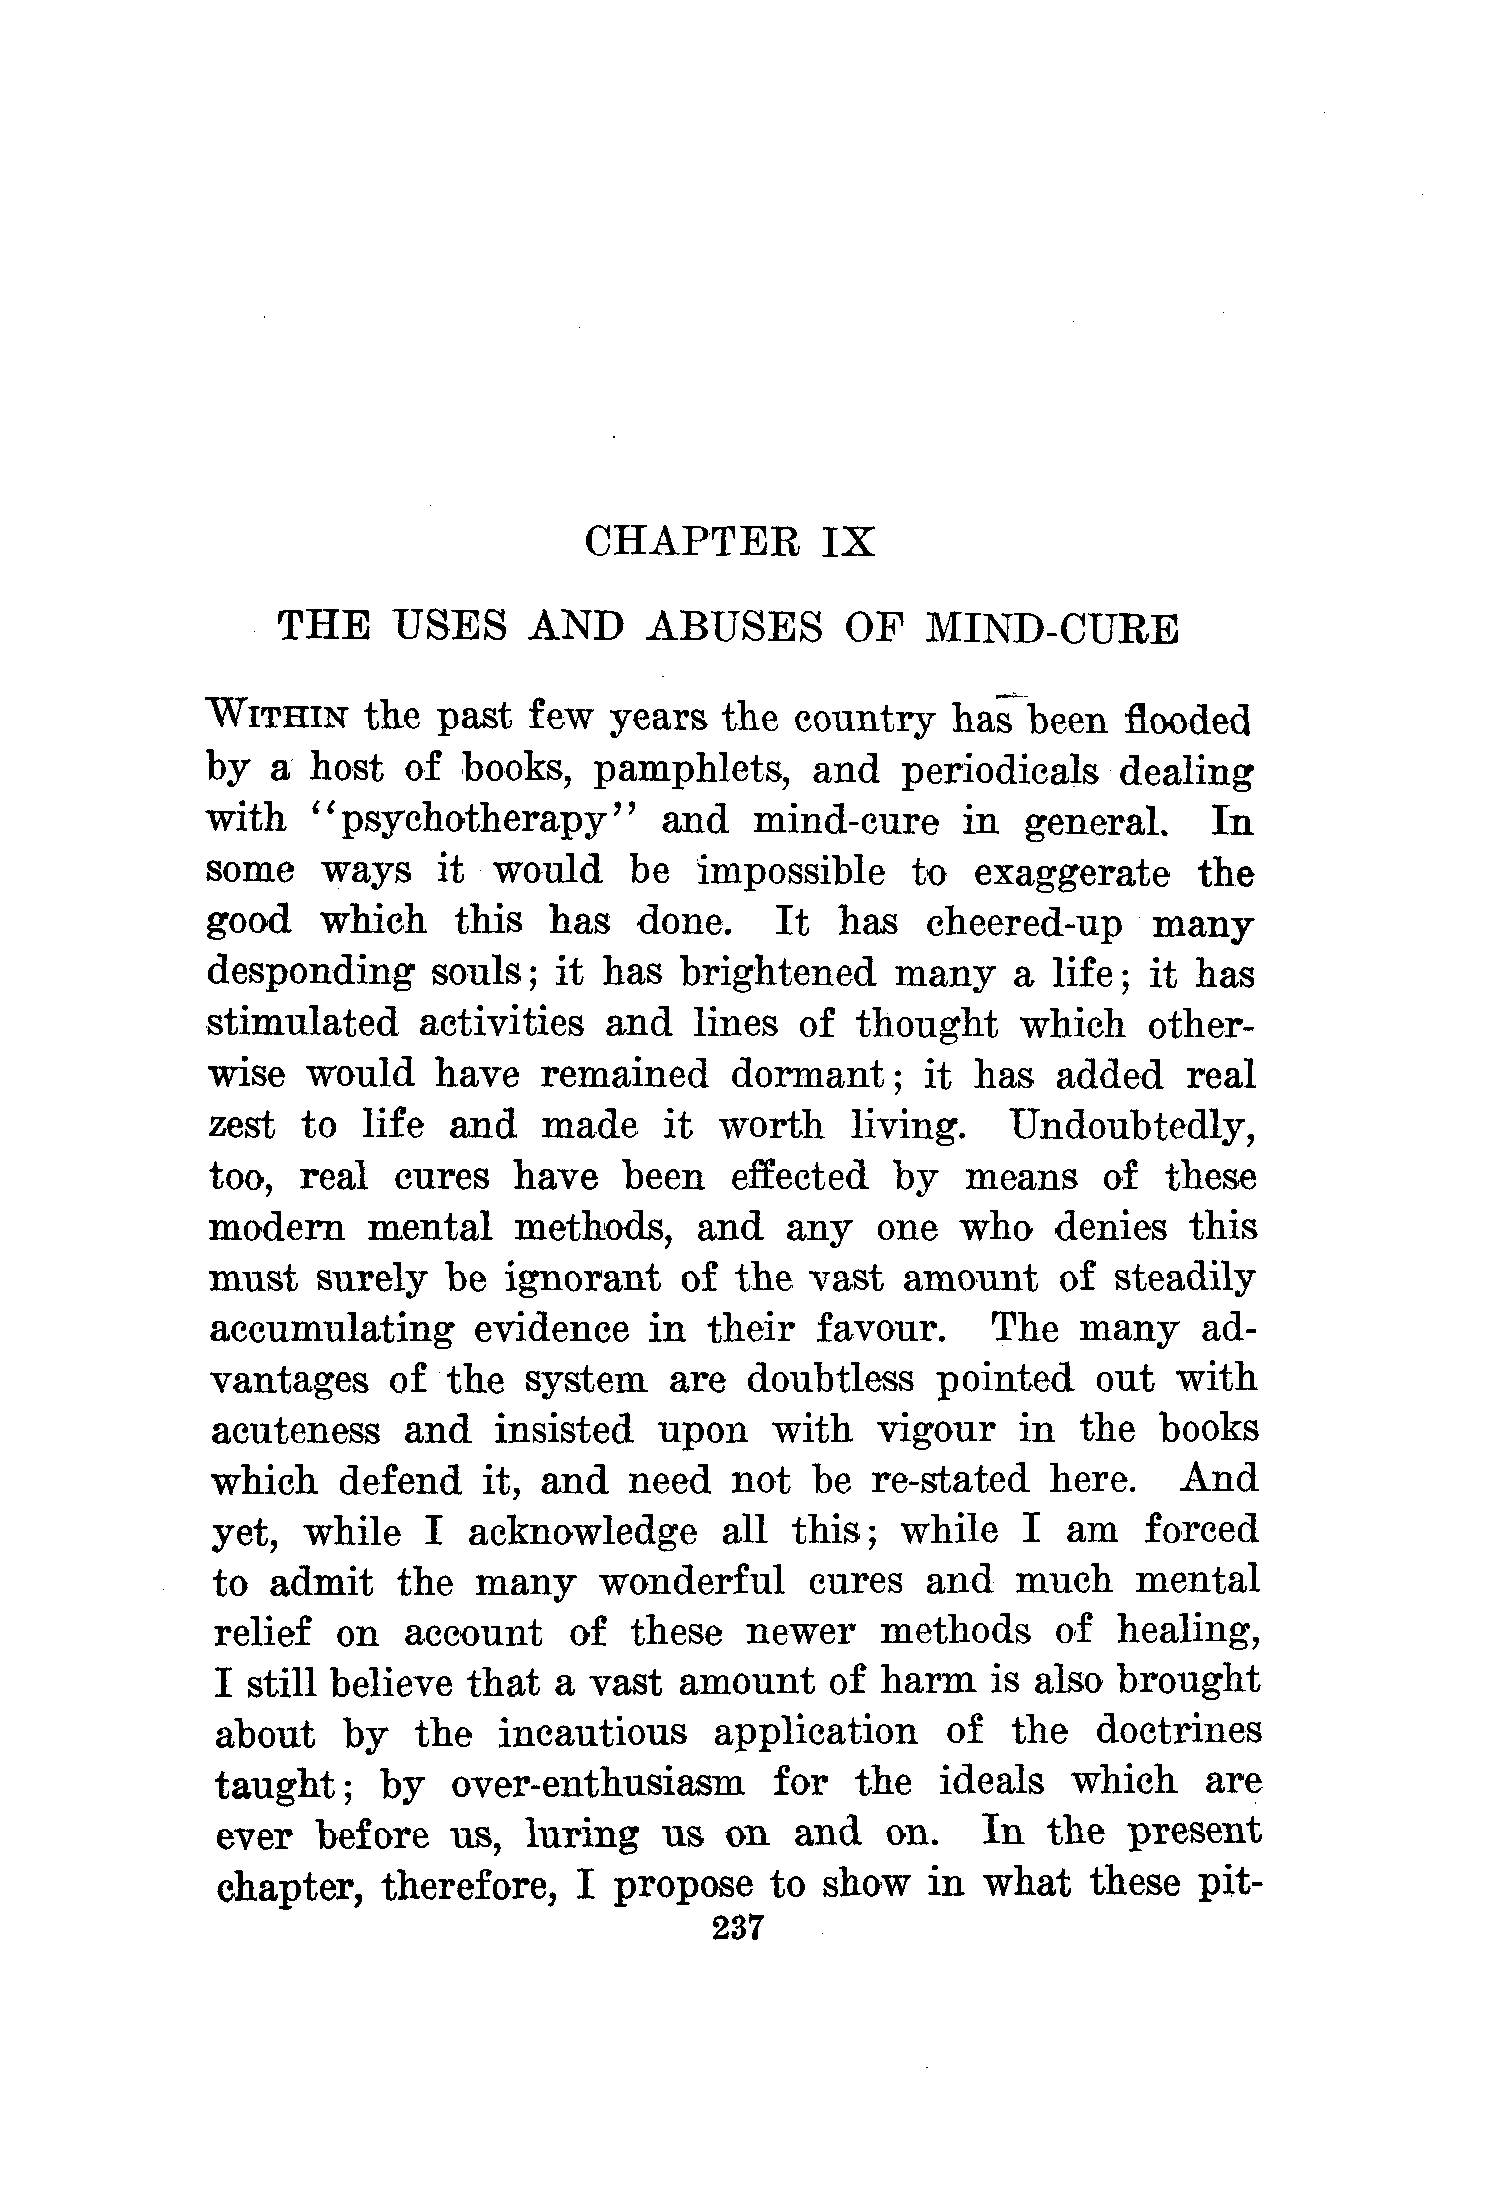 CHAPTER IX
THE USES AND ABUSES OF MIND-CURE
WITHIN the past few years the country has been flooded
by a host of books, pamphlets, and periodicals dealing
with “psychotherapy” and mind-cure in general. In
some ways it would be impossible to exaggerate the
good which this has done. It has cheered-up many
desponding souls; it has brightened many a life; it has
stimulated activities and lines of thought which other-
wise would have remained dormant; it has added real
zest to life and made it worth living. Undoubtedly,
too, real cures have been effected by means of these
modern mental methods, and any one who denies this
must surely be ignorant of the vast amount of steadily
accumulating evidence in their favour. The many ad-
vantages of the system are doubtless pointed out with
acuteness and insisted upon with vigour in the books
which defend it, and need not be re-stated here. And
yet, while I acknowledge all this; while I am forced
to admit the many wonderful cures and much mental
relief on account of these newer methods of healing,
I still believe that a vast amount of harm is also brought
about by the incautious application of the doctrines
taught; by over-enthusiasm for the ideals which are
ever before us, luring us on and on. In the present
chapter, therefore, I propose to show in what these pit-
237